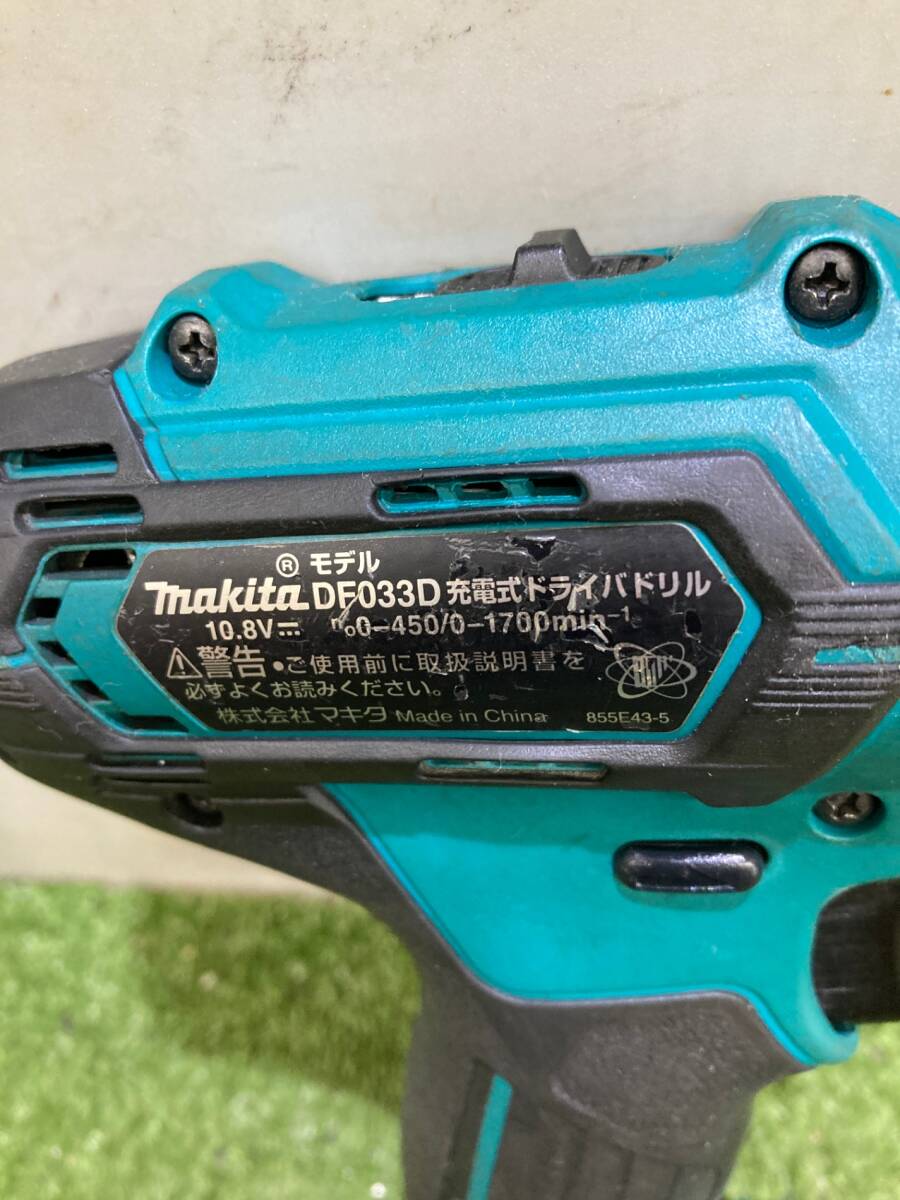 ® モデル
makita DF033D 充電式ドライバドリル
10.8V⎓ n₀0-450/0-1700min⁻¹
⚠警告 •ご使用前に取扱説明書を
必ずよくお読みください。
株式会社マキタ Made in China 855E43-5